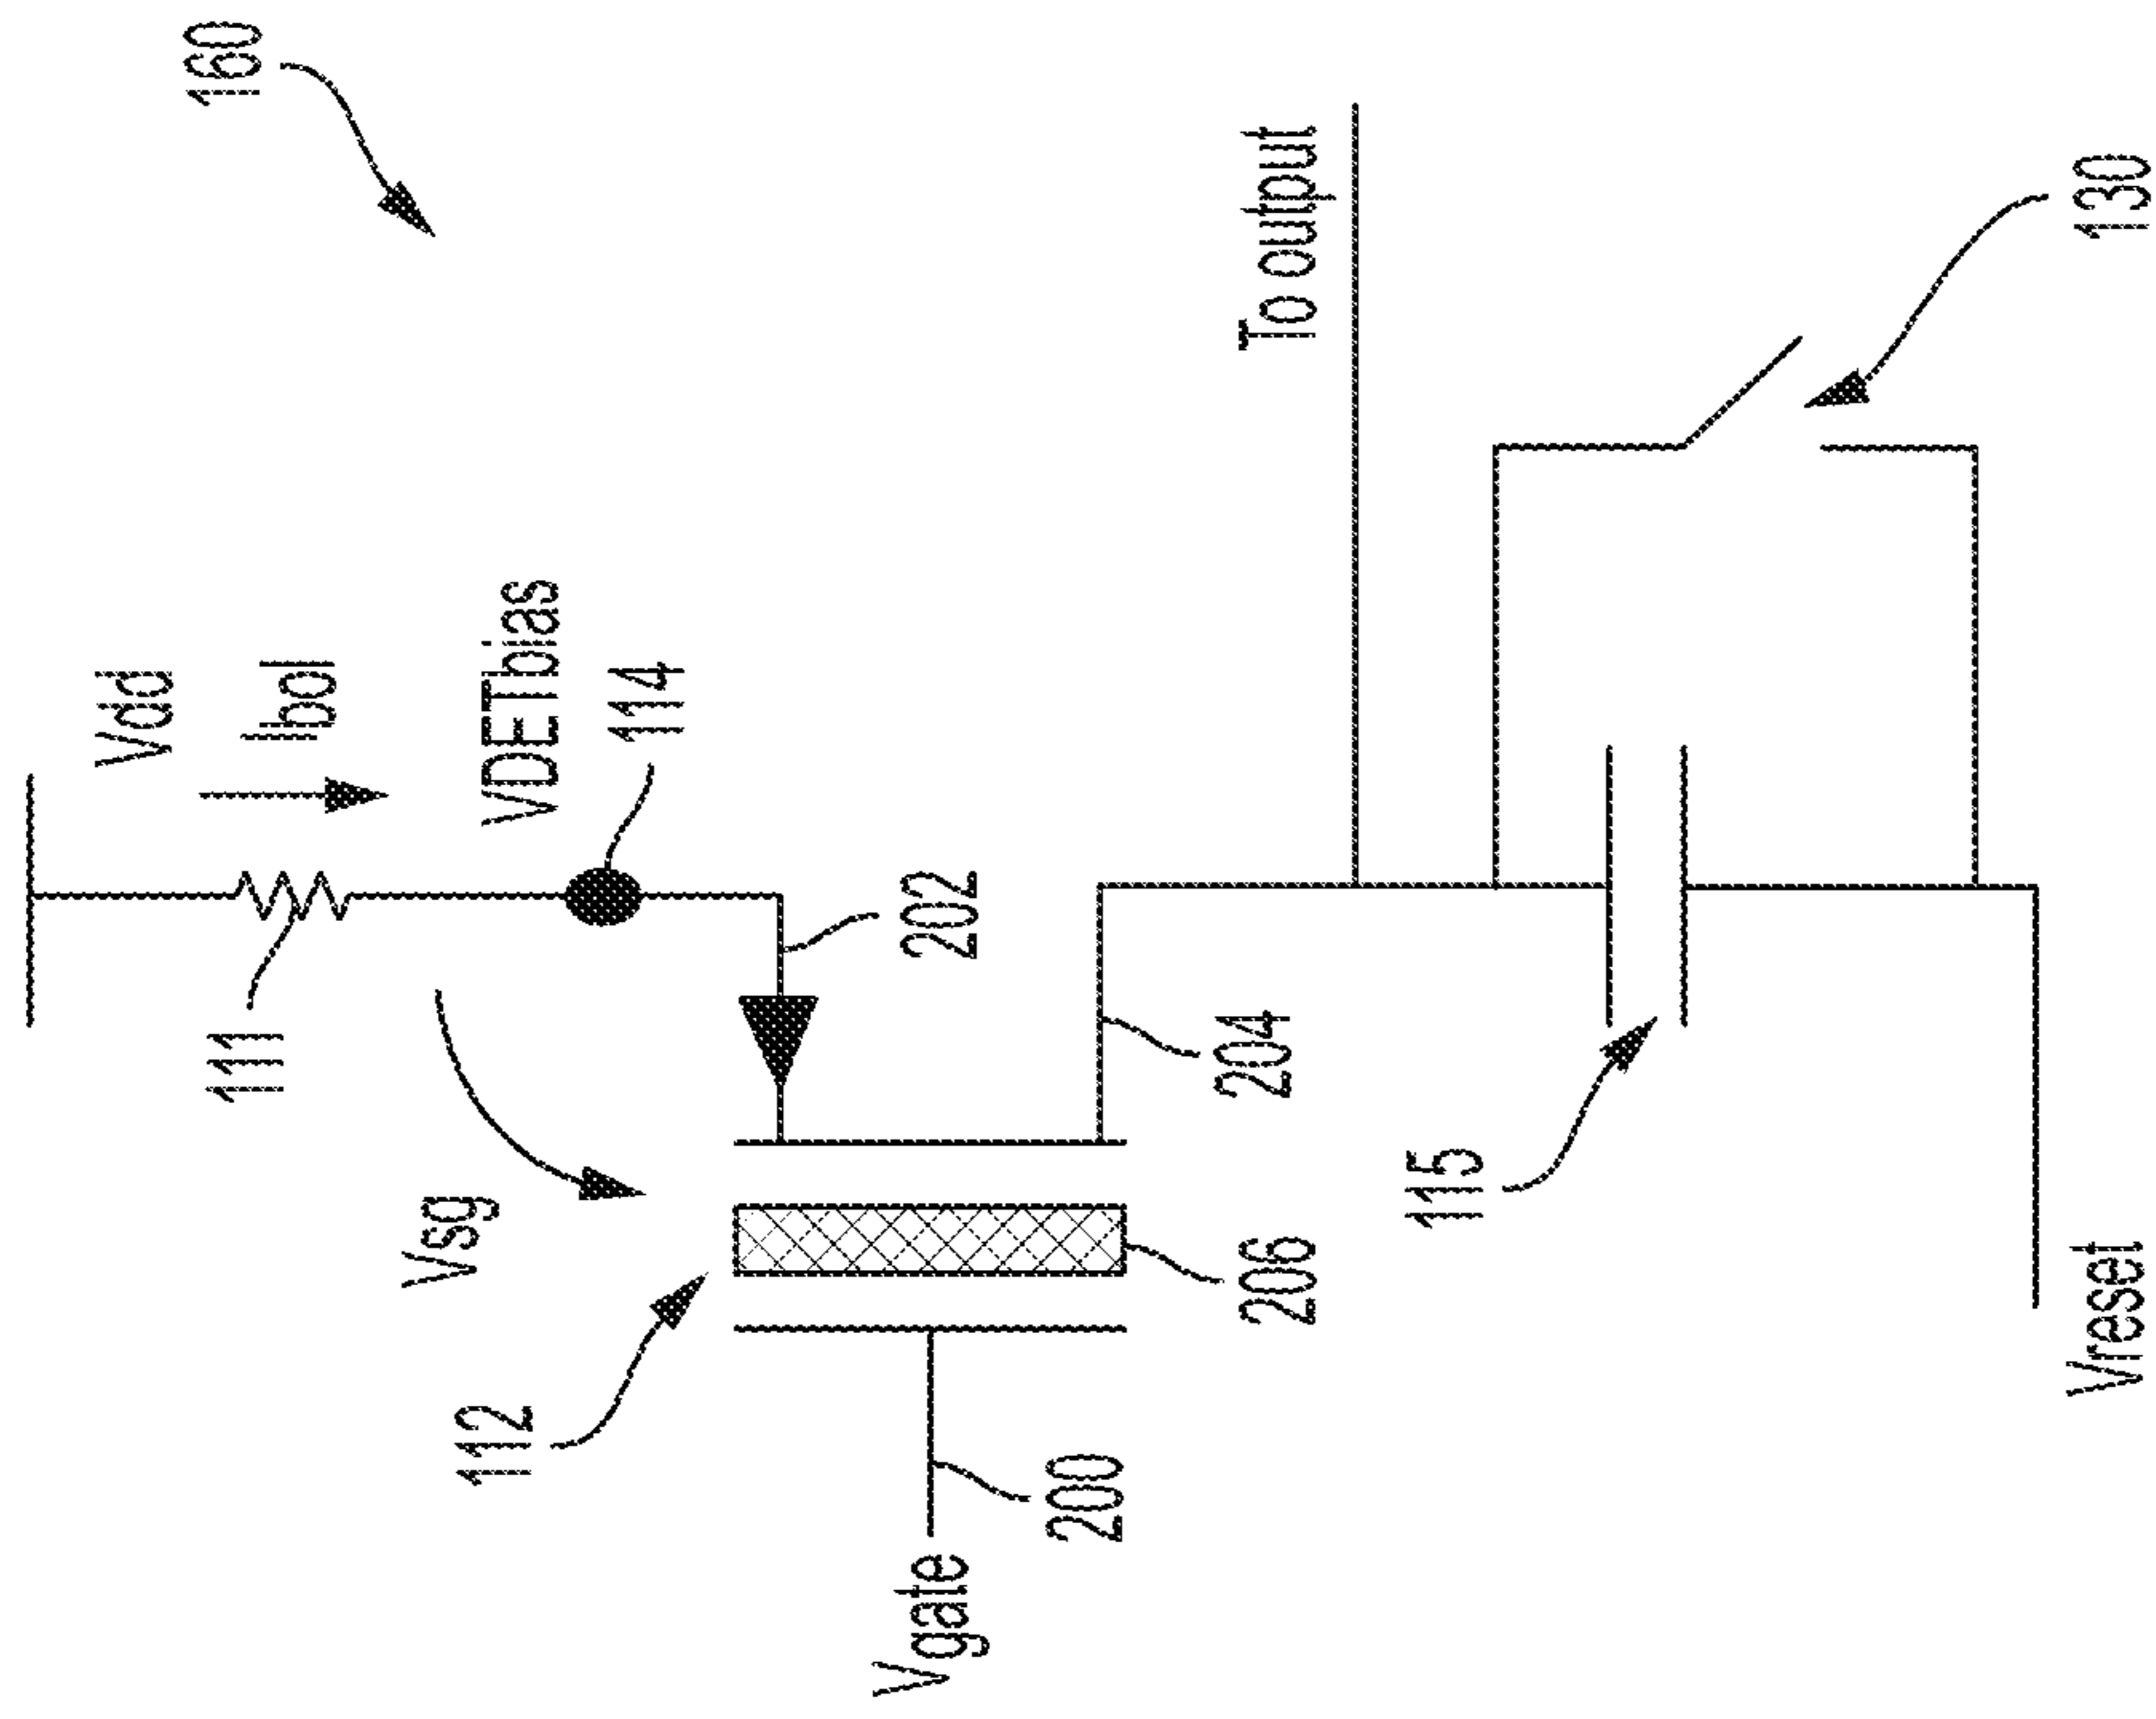 160
Vdd
Ibol
111
VDETbias
114
Vsg
112
202
Vgate
200
204
206
To output
115
130
Vreset